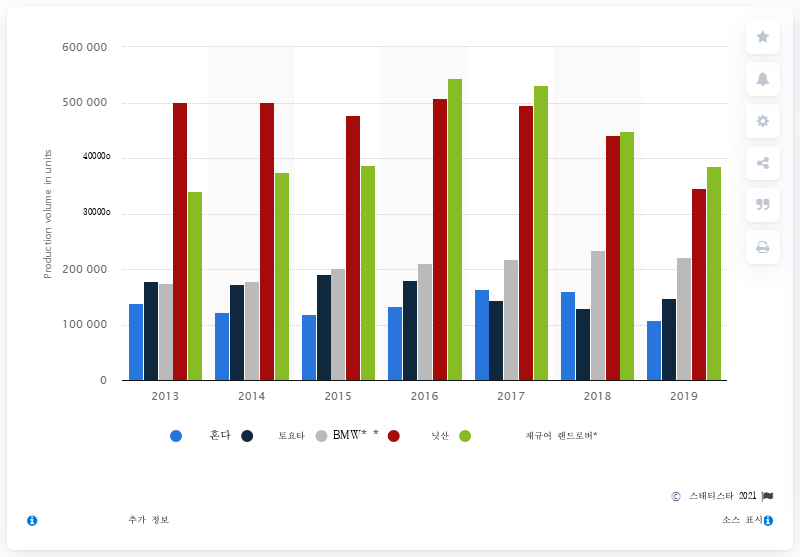 600 000
500 000
40000o
30000o
200 000
100 000
0
Production volume in units
2013 2014 2015 2016 2017 2018 2019
혼다 토요타 BMW* * 닛산 재규어 랜드로버*
© 스태티스타 2021
추가 정보 소스 표시